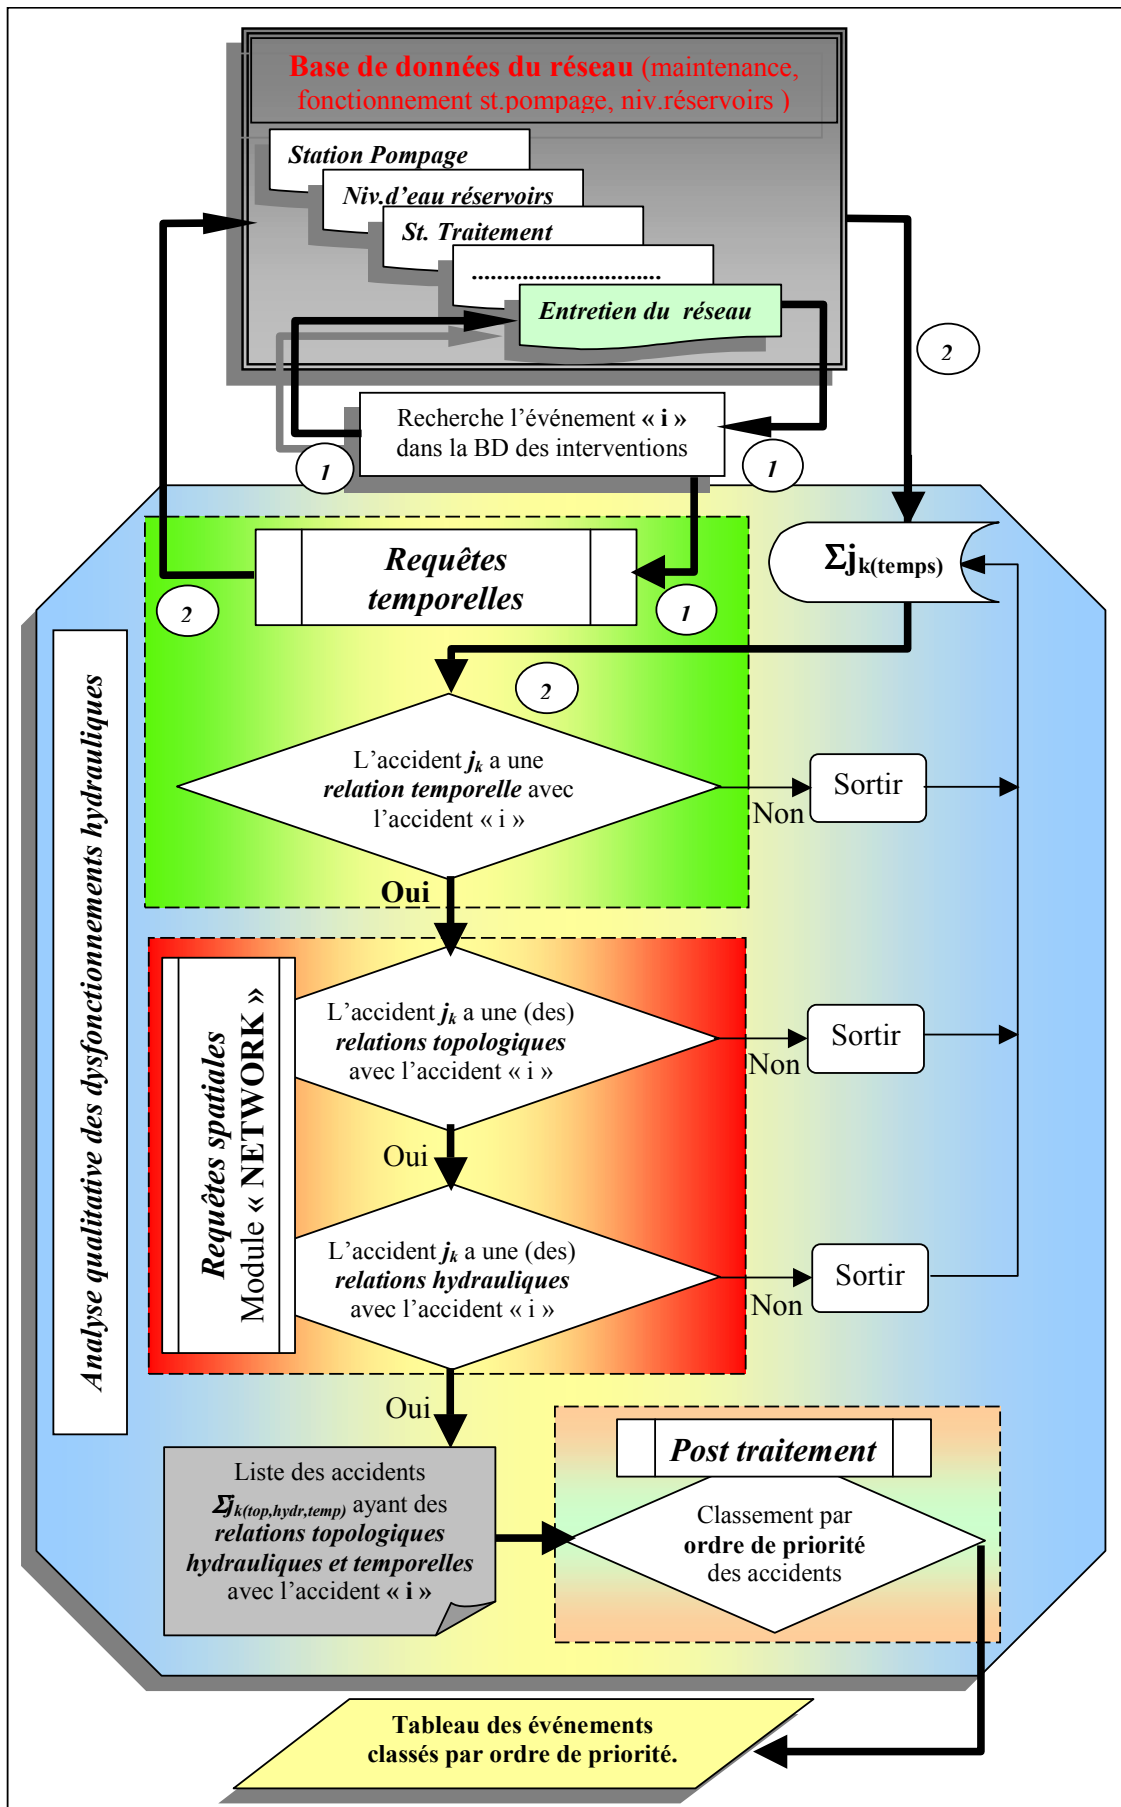 Base de données du réseau (maintenance,
fonctionnement st.pompage, niv.réservoirs )
Station Pompage
Niv.d’eau réservoirs
St. Traitement
..............................
Entretien du réseau
2
Recherche l’événement « i »
dans la BD des interventions
1
1
Requêtes
temporelles
Σjk(temps)
2
1
2
Analyse qualitative des dysfonctionnements hydrauliques
L’accident jk a une
relation temporelle avec
l’accident « i »
Non
Sortir
Oui
Requêtes spatiales
Module « NETWORK »
L’accident jk a une (des)
relations topologiques
avec l’accident « i »
Non
Sortir
Oui
L’accident jk a une (des)
relations hydrauliques
avec l’accident « i »
Non
Sortir
Oui
Liste des accidents
Σjk(top,hydr,temp) ayant des
relations topologiques
hydrauliques et temporelles
avec l’accident « i »
Post traitement
Classement par
ordre de priorité
des accidents
Tableau des événements
classés par ordre de priorité.